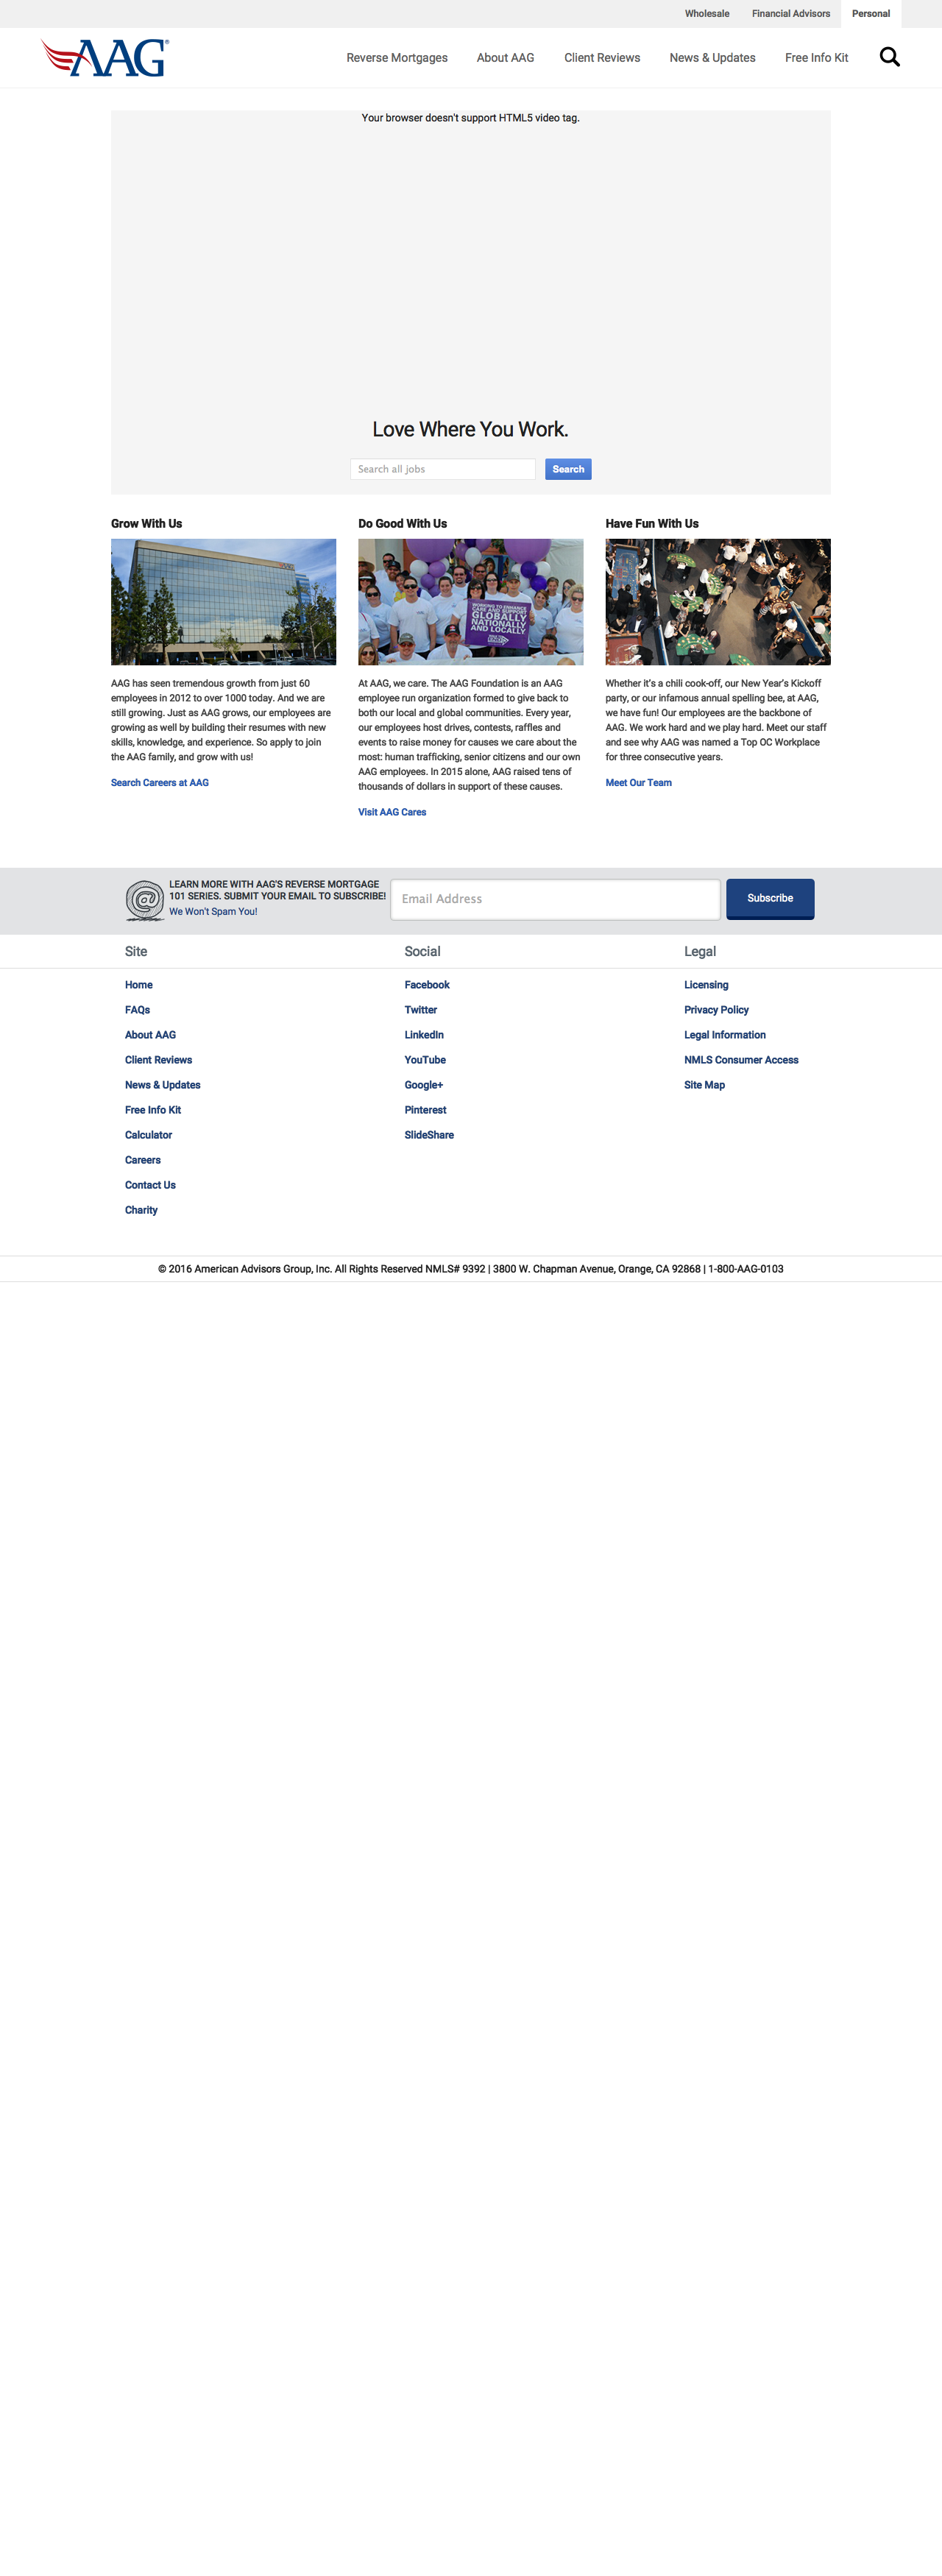 Wholesale Financial Advisors Personal
AAG®
Reverse Mortgages About AAG Client Reviews News & Updates Free Info Kit
Your browser doesn't support HTML5 video tag.
Love Where You Work.
Search all jobs Search
Grow With Us
AAG has seen tremendous growth from just 60
employees in 2012 to over 1000 today. And we are
still growing. Just as AAG grows, our employees are
growing as well by building their resumes with new
skills, knowledge, and experience. So apply to join
the AAG family, and grow with us!
Search Careers at AAG
Do Good With Us
WORKING TO ENHANCE
CARE AND SUPPORT
GLOBALLY
NATIONALLY
AND LOCALLY
At AAG, we care. The AAG Foundation is an AAG
employee run organization formed to give back to
both our local and global communities. Every year,
our employees host drives, contests, raffles and
events to raise money for causes we care about the
most: human trafficking, senior citizens and our own
AAG employees. In 2015 alone, AAG raised tens of
thousands of dollars in support of these causes.
Visit AAG Cares
Have Fun With Us
Whether it's a chili cook-off, our New Year's Kickoff
party, or our infamous annual spelling bee, at AAG,
we have fun! Our employees are the backbone of
AAG. We work hard and we play hard. Meet our staff
and see why AAG was named a Top OC Workplace
for three consecutive years.
Meet Our Team
@
LEARN MORE WITH AAG'S REVERSE MORTGAGE
101 SERIES. SUBMIT YOUR EMAIL TO SUBSCRIBE!
We Won't Spam You!
Email Address
Subscribe
Site
Home
FAQs
About AAG
Client Reviews
News & Updates
Free Info Kit
Calculator
Careers
Contact Us
Charity
Social
Facebook
Twitter
LinkedIn
YouTube
Google+
Pinterest
SlideShare
Legal
Licensing
Privacy Policy
Legal Information
NMLS Consumer Access
Site Map
© 2016 American Advisors Group, Inc. All Rights Reserved NMLS# 9392 | 3800 W. Chapman Avenue, Orange, CA 92868 | 1-800-AAG-0103